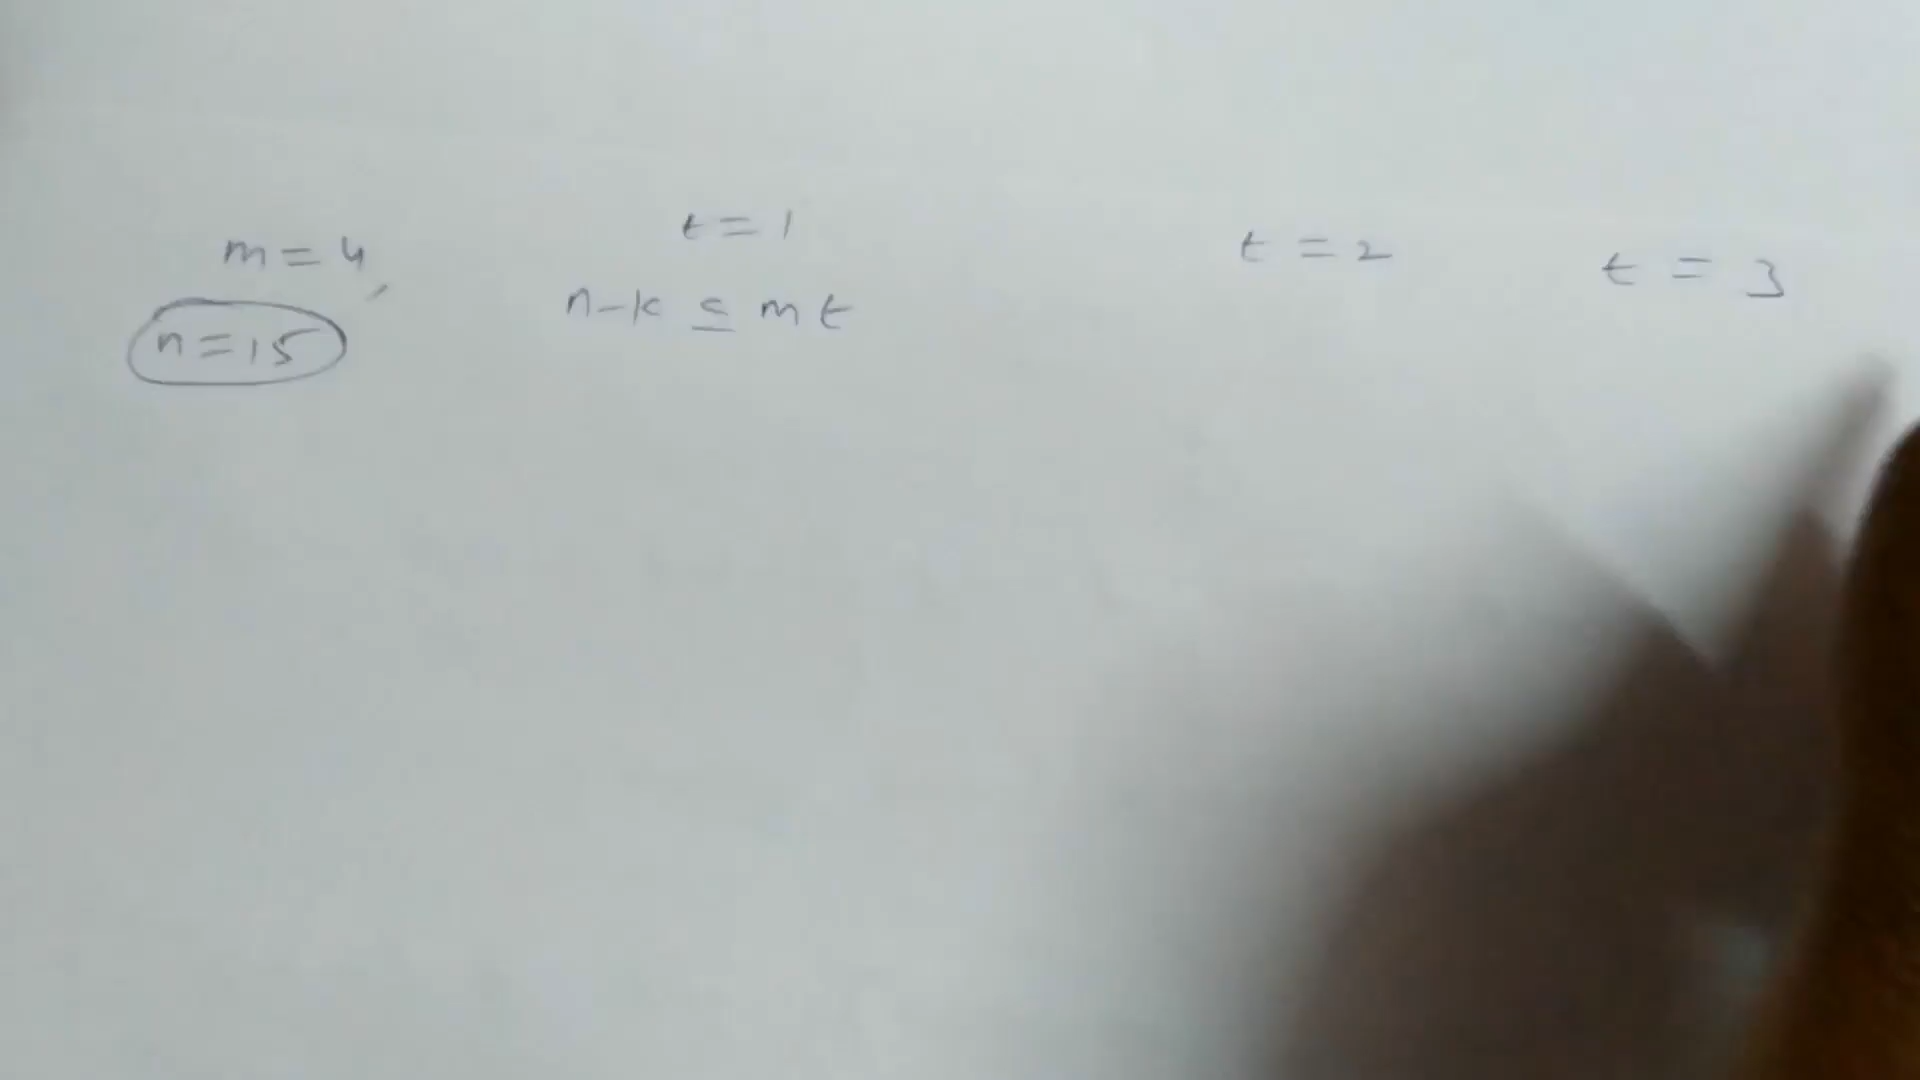 m = 4,
n = 15
t = 1
n-k ≤ mt
t = 2
t = 3